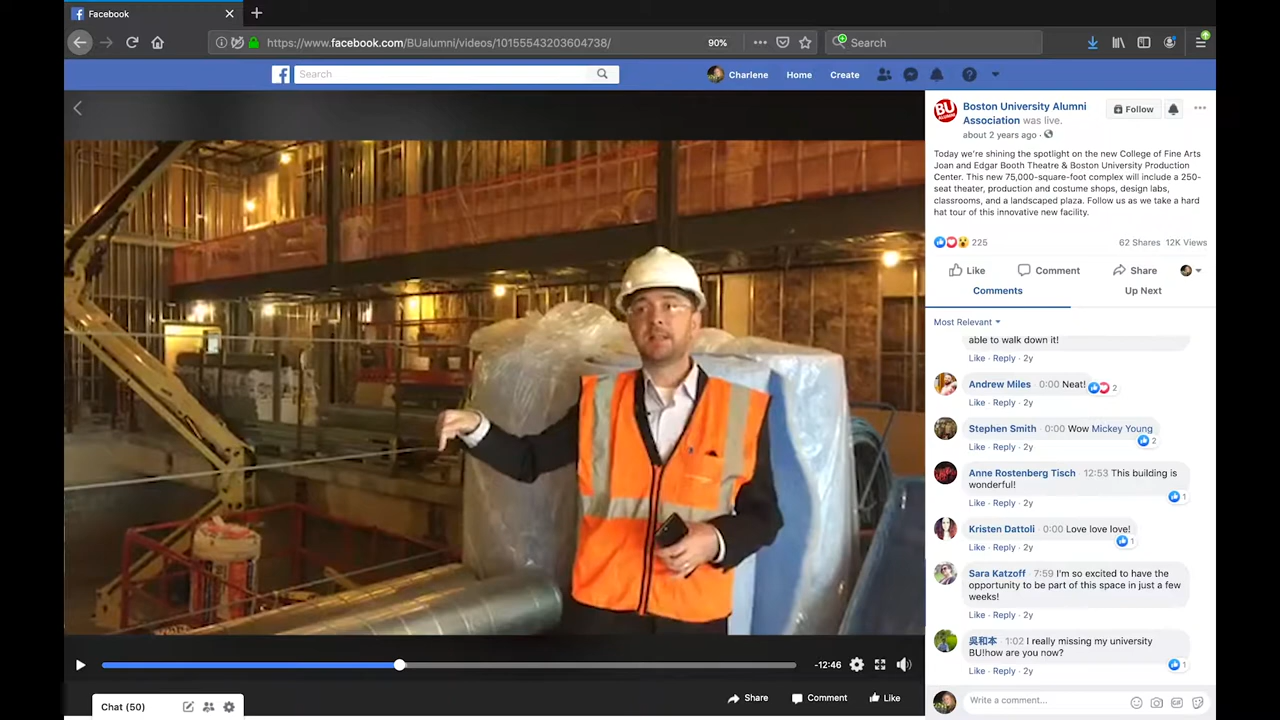 Facebook
https://www.facebook.com/BUalumni/videos/10155543203604738/
90%
Search
Search
Charlene
Home
Create
Boston University Alumni
Association was live.
about 2 years ago
Follow
Today we're shining the spotlight on the new College of Fine Arts
Joan and Edgar Booth Theatre & Boston University Production
Center. This new 75,000-square-foot complex will include a 250-
seat theater, production and costume shops, design labs,
classrooms, and a landscaped plaza. Follow us as we take a hard
hat tour of this innovative new facility.
225
62 Shares 12K Views
Like
Comment
Share
Comments
Up Next
Most Relevant
able to walk down it!
Like · Reply · 2y
Andrew Miles · 0:00 Neat!
2
Like · Reply · 2y
Stephen Smith · 0:00 Wow Mickey Young
2
Like · Reply · 2y
Anne Rostenberg Tisch · 12:53 This building is
wonderful!
1
Like · Reply · 2y
Kristen Dattoli · 0:00 Love love love!
1
Like · Reply · 2y
Sara Katzoff · 7:59 I'm so excited to have the
opportunity to be part of this space in just a few
weeks!
Like · Reply · 2y
吳和本 · 1:02 I really missing my university
BU!how are you now?
1
Like · Reply · 2y
Write a comment...
GIF
-12:46
Share
Comment
Like
Chat (50)
BU
ALUMNI